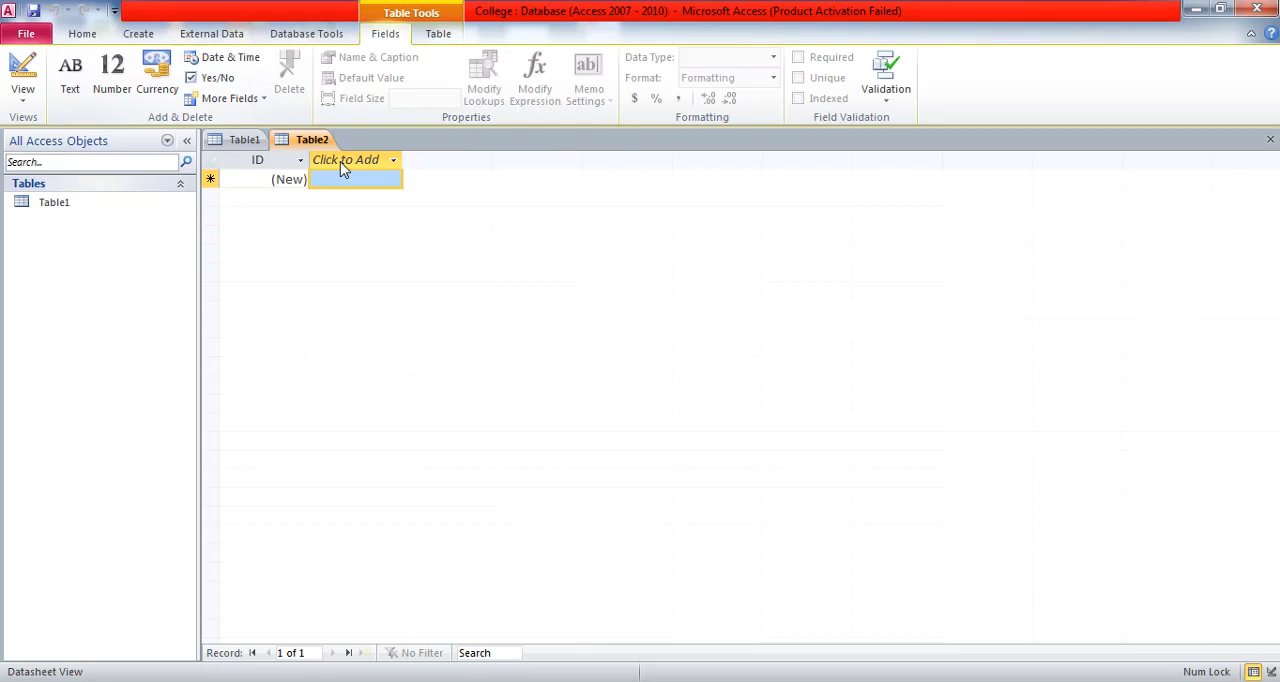 Table Tools
College : Database (Access 2007 - 2010) - Microsoft Access (Product Activation Failed)
File Home Create External Data Database Tools Fields Table
View
Views
AB Text
12 Number
Currency
Date & Time
Yes/No
More Fields
Delete
Add & Delete
Name & Caption
Default Value
Field Size
Modify Lookups
fx Modify Expression
ab Memo Settings
Properties
Data Type:
Format: Formatting
$ % , .00 .00
Formatting
Required
Unique
Indexed
Validation
Field Validation
All Access Objects
Search..
Tables
Table1
Table1 Table2
ID Click to Add
(New)
Record: 1 of 1 No Filter Search
Datasheet View
Num Lock